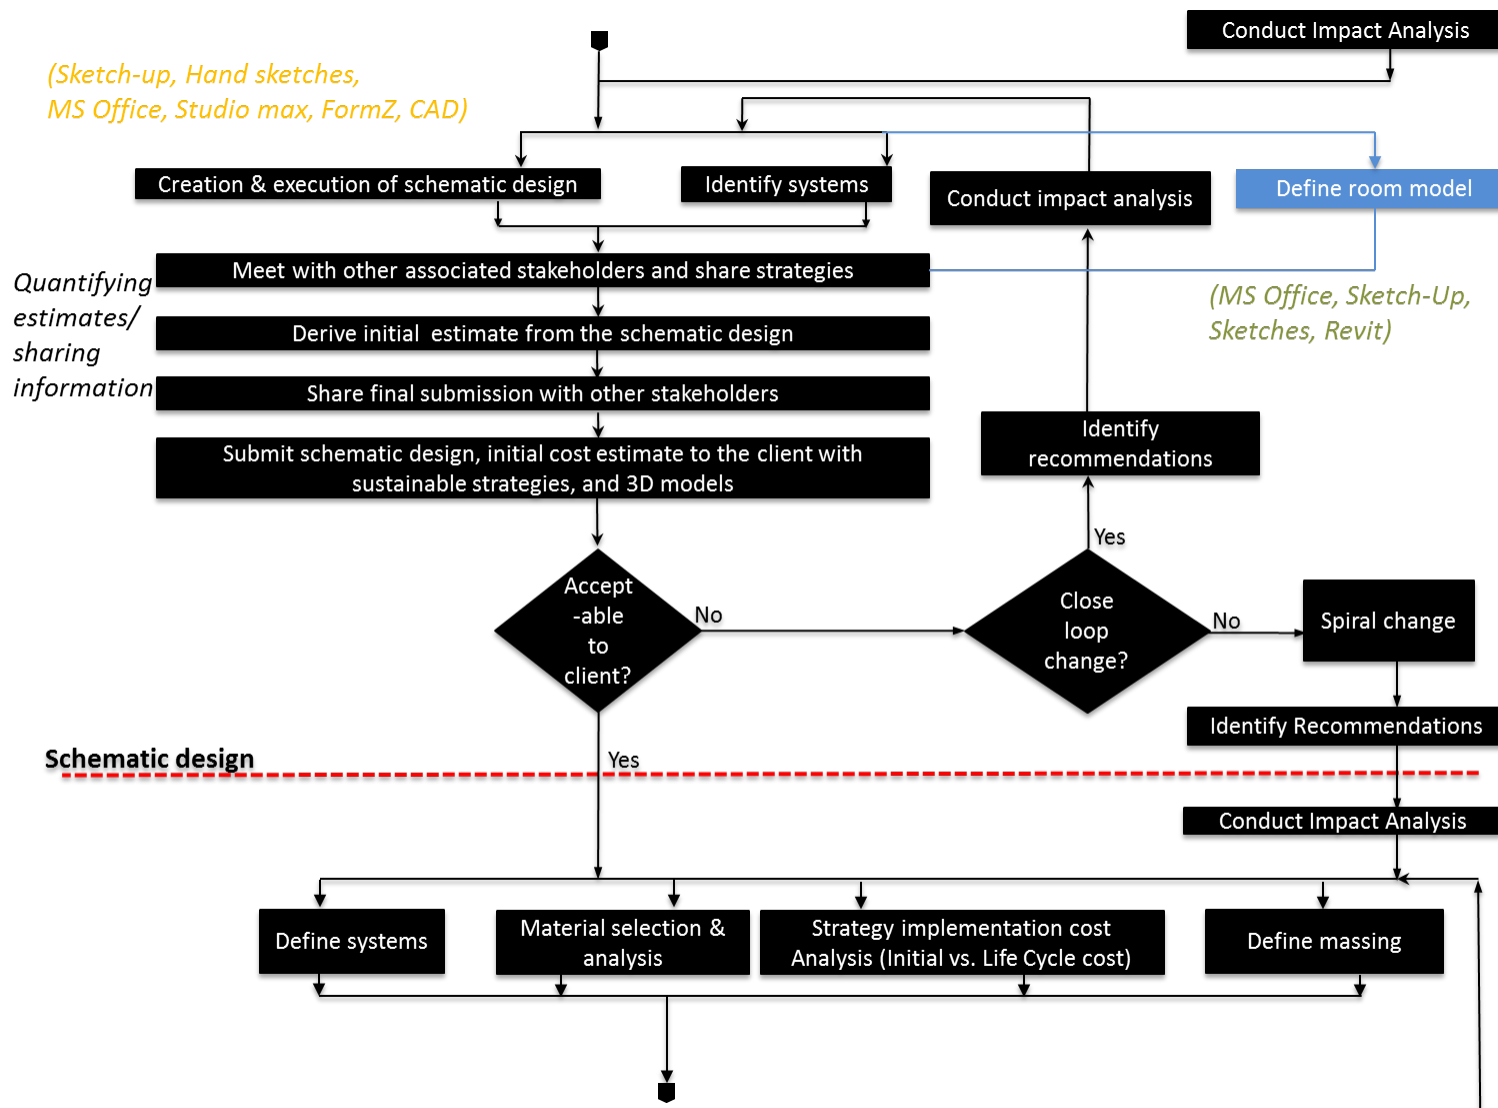 Conduct Impact Analysis
(Sketch-up, Hand sketches,
MS Office, Studio max, FormZ, CAD)
Creation & execution of schematic design
Identify systems
Conduct impact analysis
Define room model
Meet with other associated stakeholders and share strategies
Quantifying
estimates/
sharing
information
(MS Office, Sketch-Up,
Sketches, Revit)
Derive initial estimate from the schematic design
Share final submission with other stakeholders
Submit schematic design, initial cost estimate to the client with
sustainable strategies, and 3D models
Identify
recommendations
Yes
Accept
-able
to
client?
No
Close
loop
change?
No
Spiral change
Identify Recommendations
Schematic design
Yes
Conduct Impact Analysis
Define systems
Material selection &
analysis
Strategy implementation cost
Analysis (Initial vs. Life Cycle cost)
Define massing